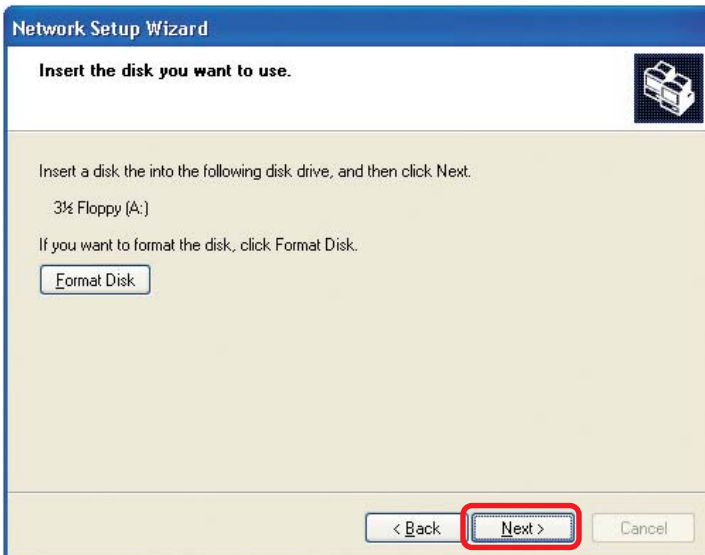 Network Setup Wizard
Insert the disk you want to use.
Insert a disk the into the following disk drive, and then click Next.
3½ Floppy (A:)
If you want to format the disk, click Format Disk.
Format Disk
< Back Next > Cancel